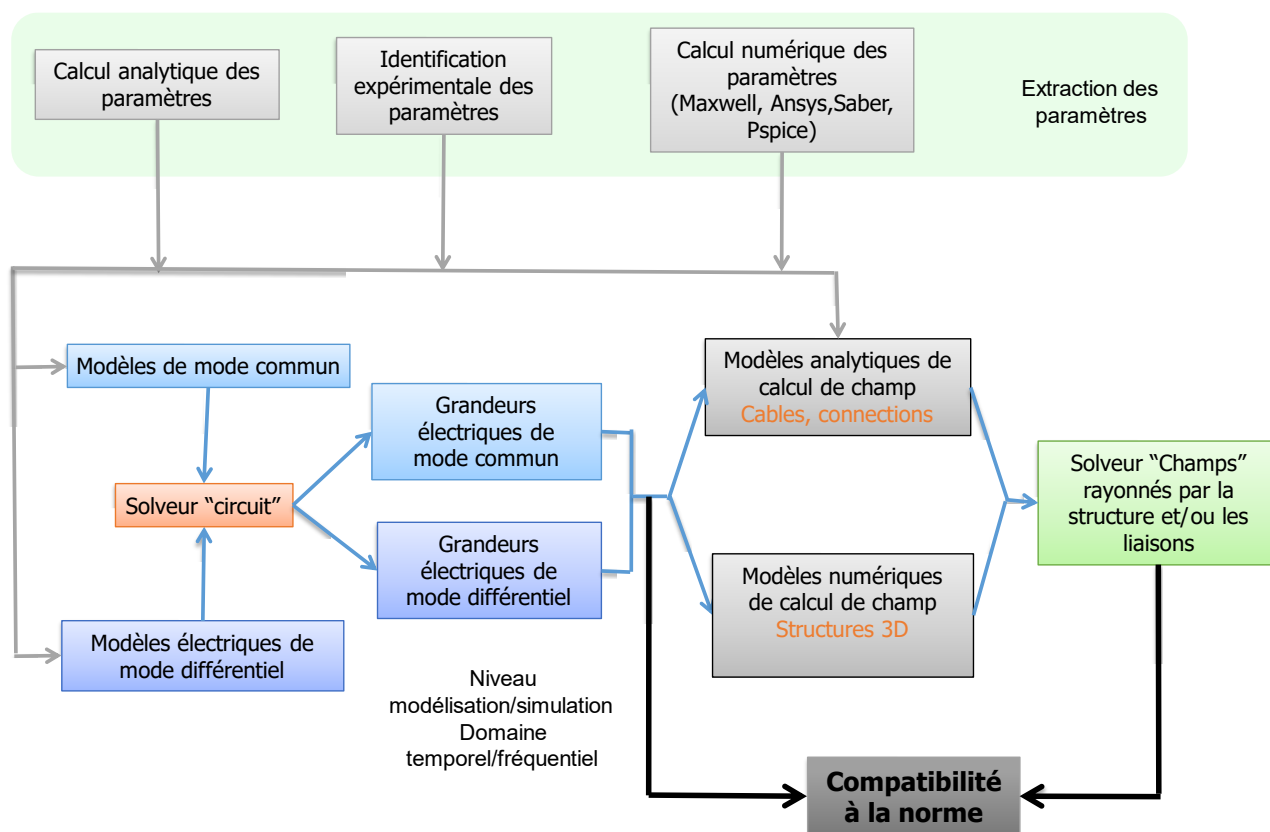 Calcul analytique des
paramètres
Identification
expérimentale des
paramètres
Calcul numérique des
paramètres
(Maxwell, Ansys,Saber,
Pspice)
Extraction des
paramètres
Modèles de mode commun
Solveur “circuit”
Modèles électriques de
mode différentiel
Grandeurs
électriques de
mode commun
Grandeurs
électriques de
mode différentiel
Niveau
modélisation/simulation
Domaine
temporel/fréquentiel
Modèles analytiques de
calcul de champ
Cables, connections
Modèles numériques
de calcul de champ
Structures 3D
Solveur “Champs”
rayonnés par la
structure et/ou les
liaisons
Compatibilité
à la norme